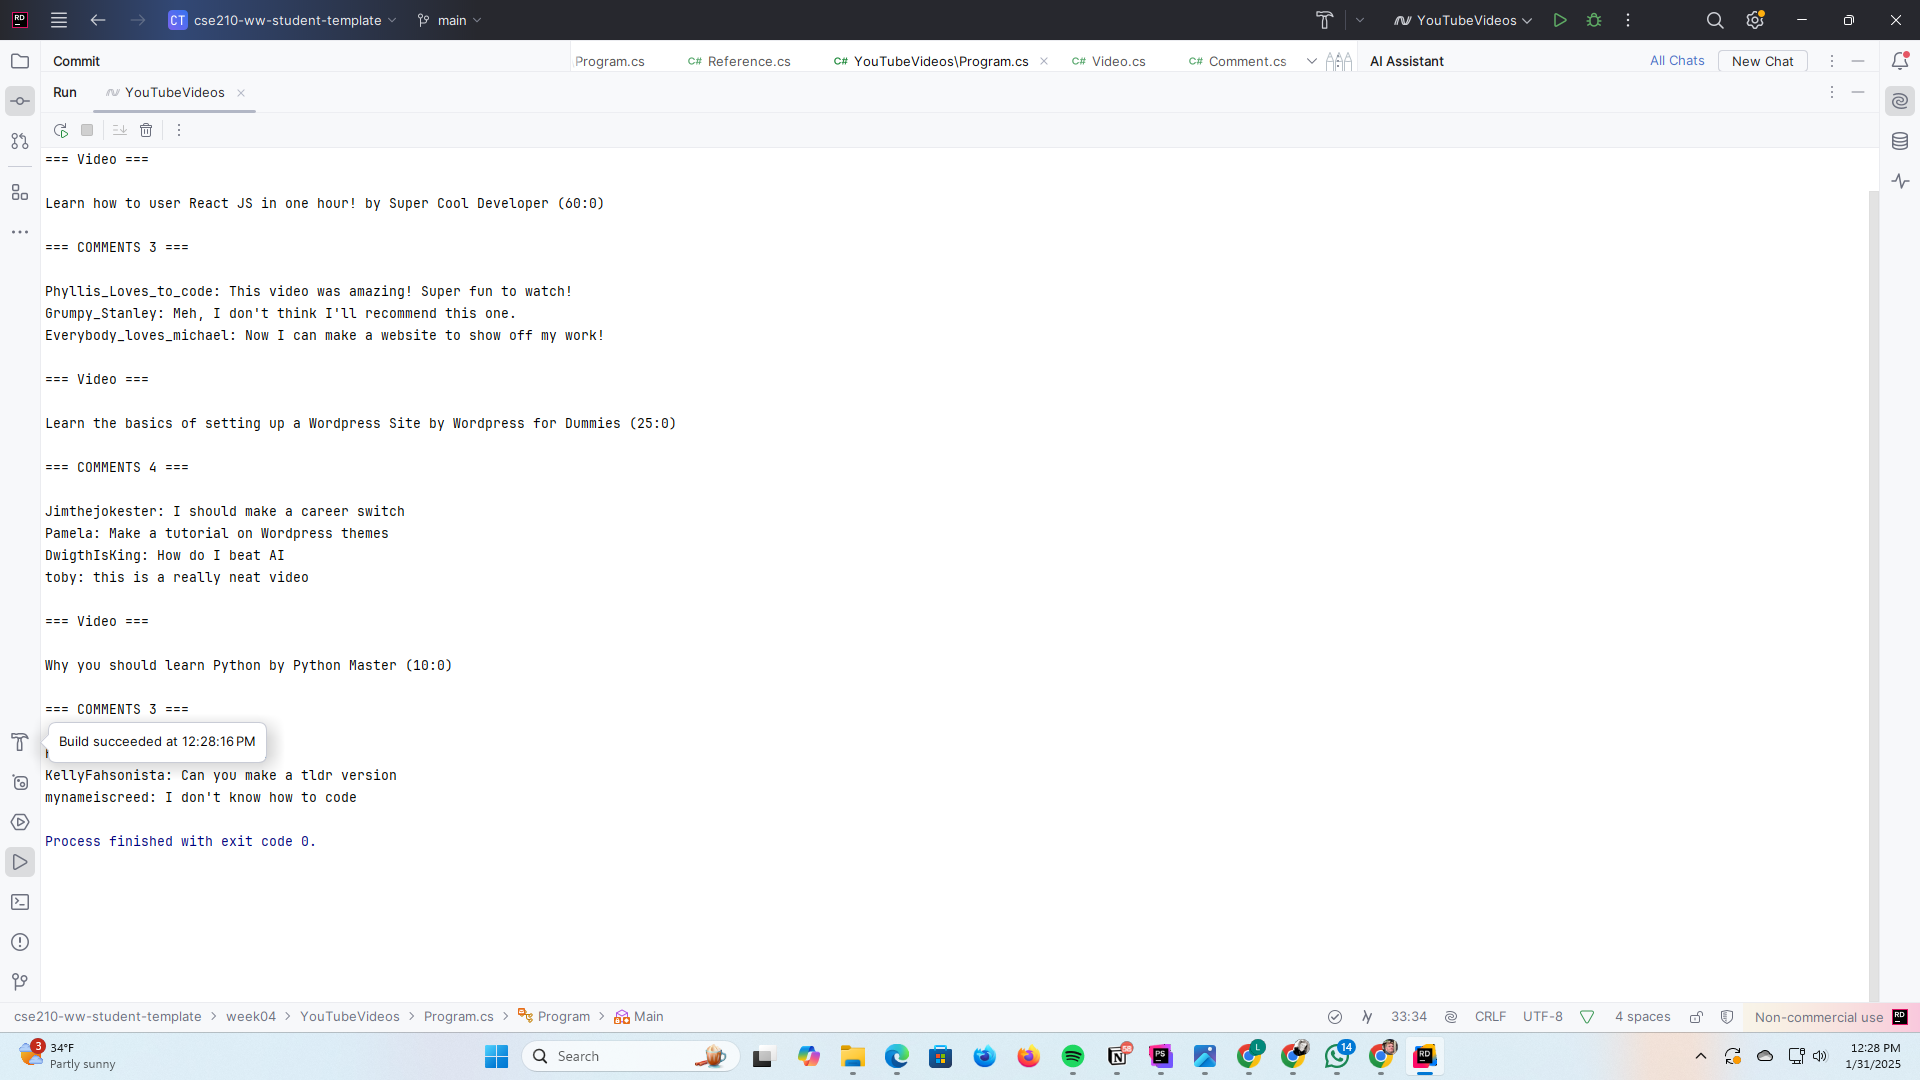 CT cse210-ww-student-template main YouTubeVideos
Commit Program.cs C# Reference.cs C# YouTubeVideos\Program.cs C# Video.cs C# Comment.cs AI Assistant All Chats New Chat
Run YouTubeVideos
=== Video ===
Learn how to user React JS in one hour! by Super Cool Developer (60:0)
=== COMMENTS 3 ===
Phyllis_Loves_to_code: This video was amazing! Super fun to watch!
Grumpy_Stanley: Meh, I don't think I'll recommend this one.
Everybody_loves_michael: Now I can make a website to show off my work!
=== Video ===
Learn the basics of setting up a Wordpress Site by Wordpress for Dummies (25:0)
=== COMMENTS 4 ===
Jimthejokester: I should make a career switch
Pamela: Make a tutorial on Wordpress themes
DwigthIsKing: How do I beat AI
toby: this is a really neat video
=== Video ===
Why you should learn Python by Python Master (10:0)
=== COMMENTS 3 ===
Build succeeded at 12:28:16 PM
KellyFahsonista: Can you make a tldr version
mynameiscreed: I don't know how to code
Process finished with exit code 0.
cse210-ww-student-template > week04 > YouTubeVideos > Program.cs > Program > Main 33:34 CRLF UTF-8 4 spaces Non-commercial use
3 34°F
Partly sunny
Search
58
14
12:28 PM
1/31/2025